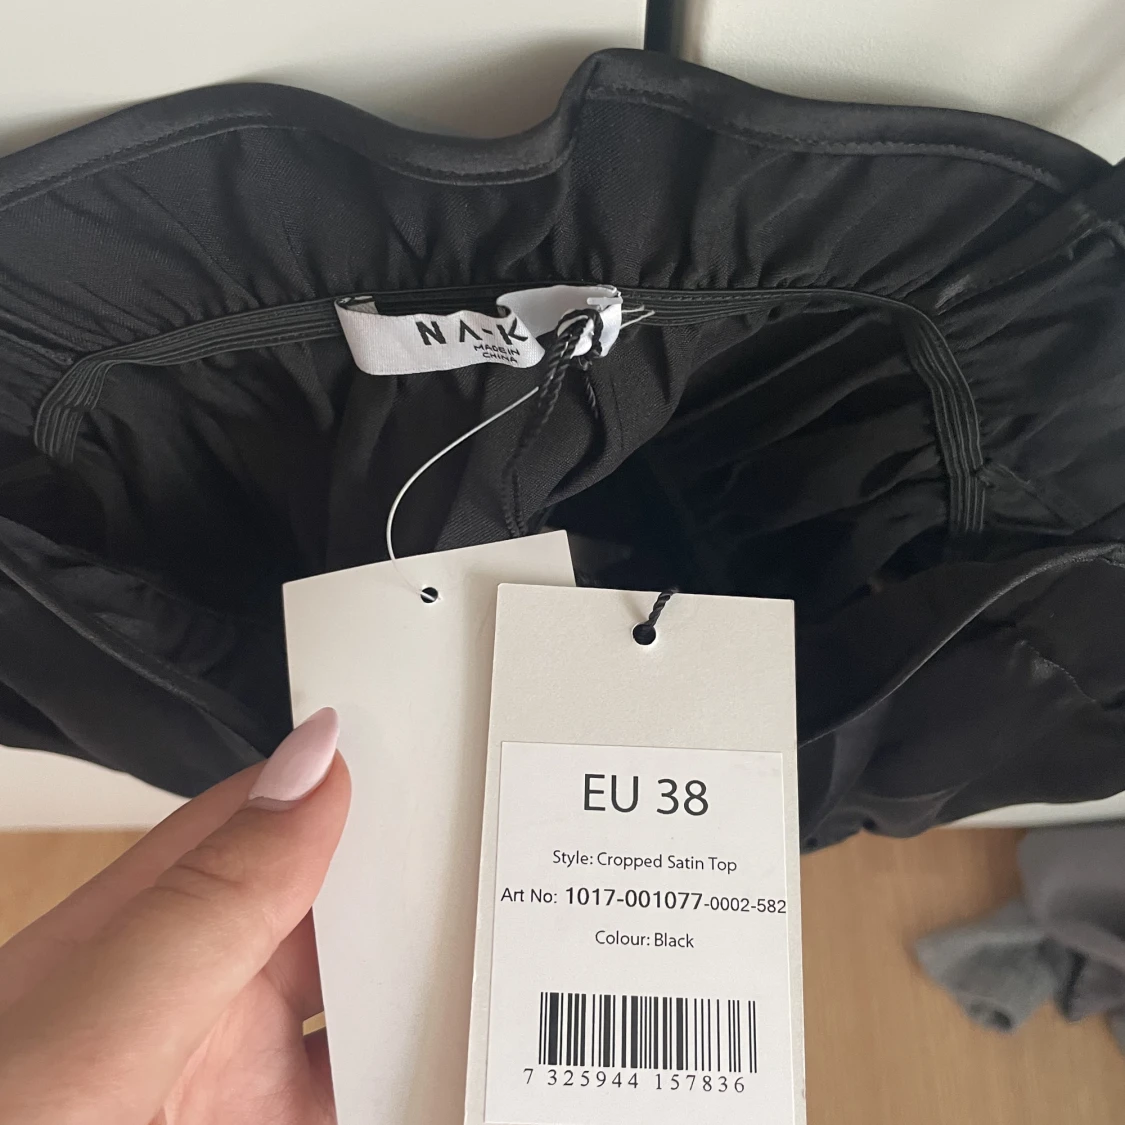 NA-K
MADE IN
CHINA
EU 38
Style: Cropped Satin Top
Art No: 1017-001077-0002-582
Colour: Black
7 325944 157836